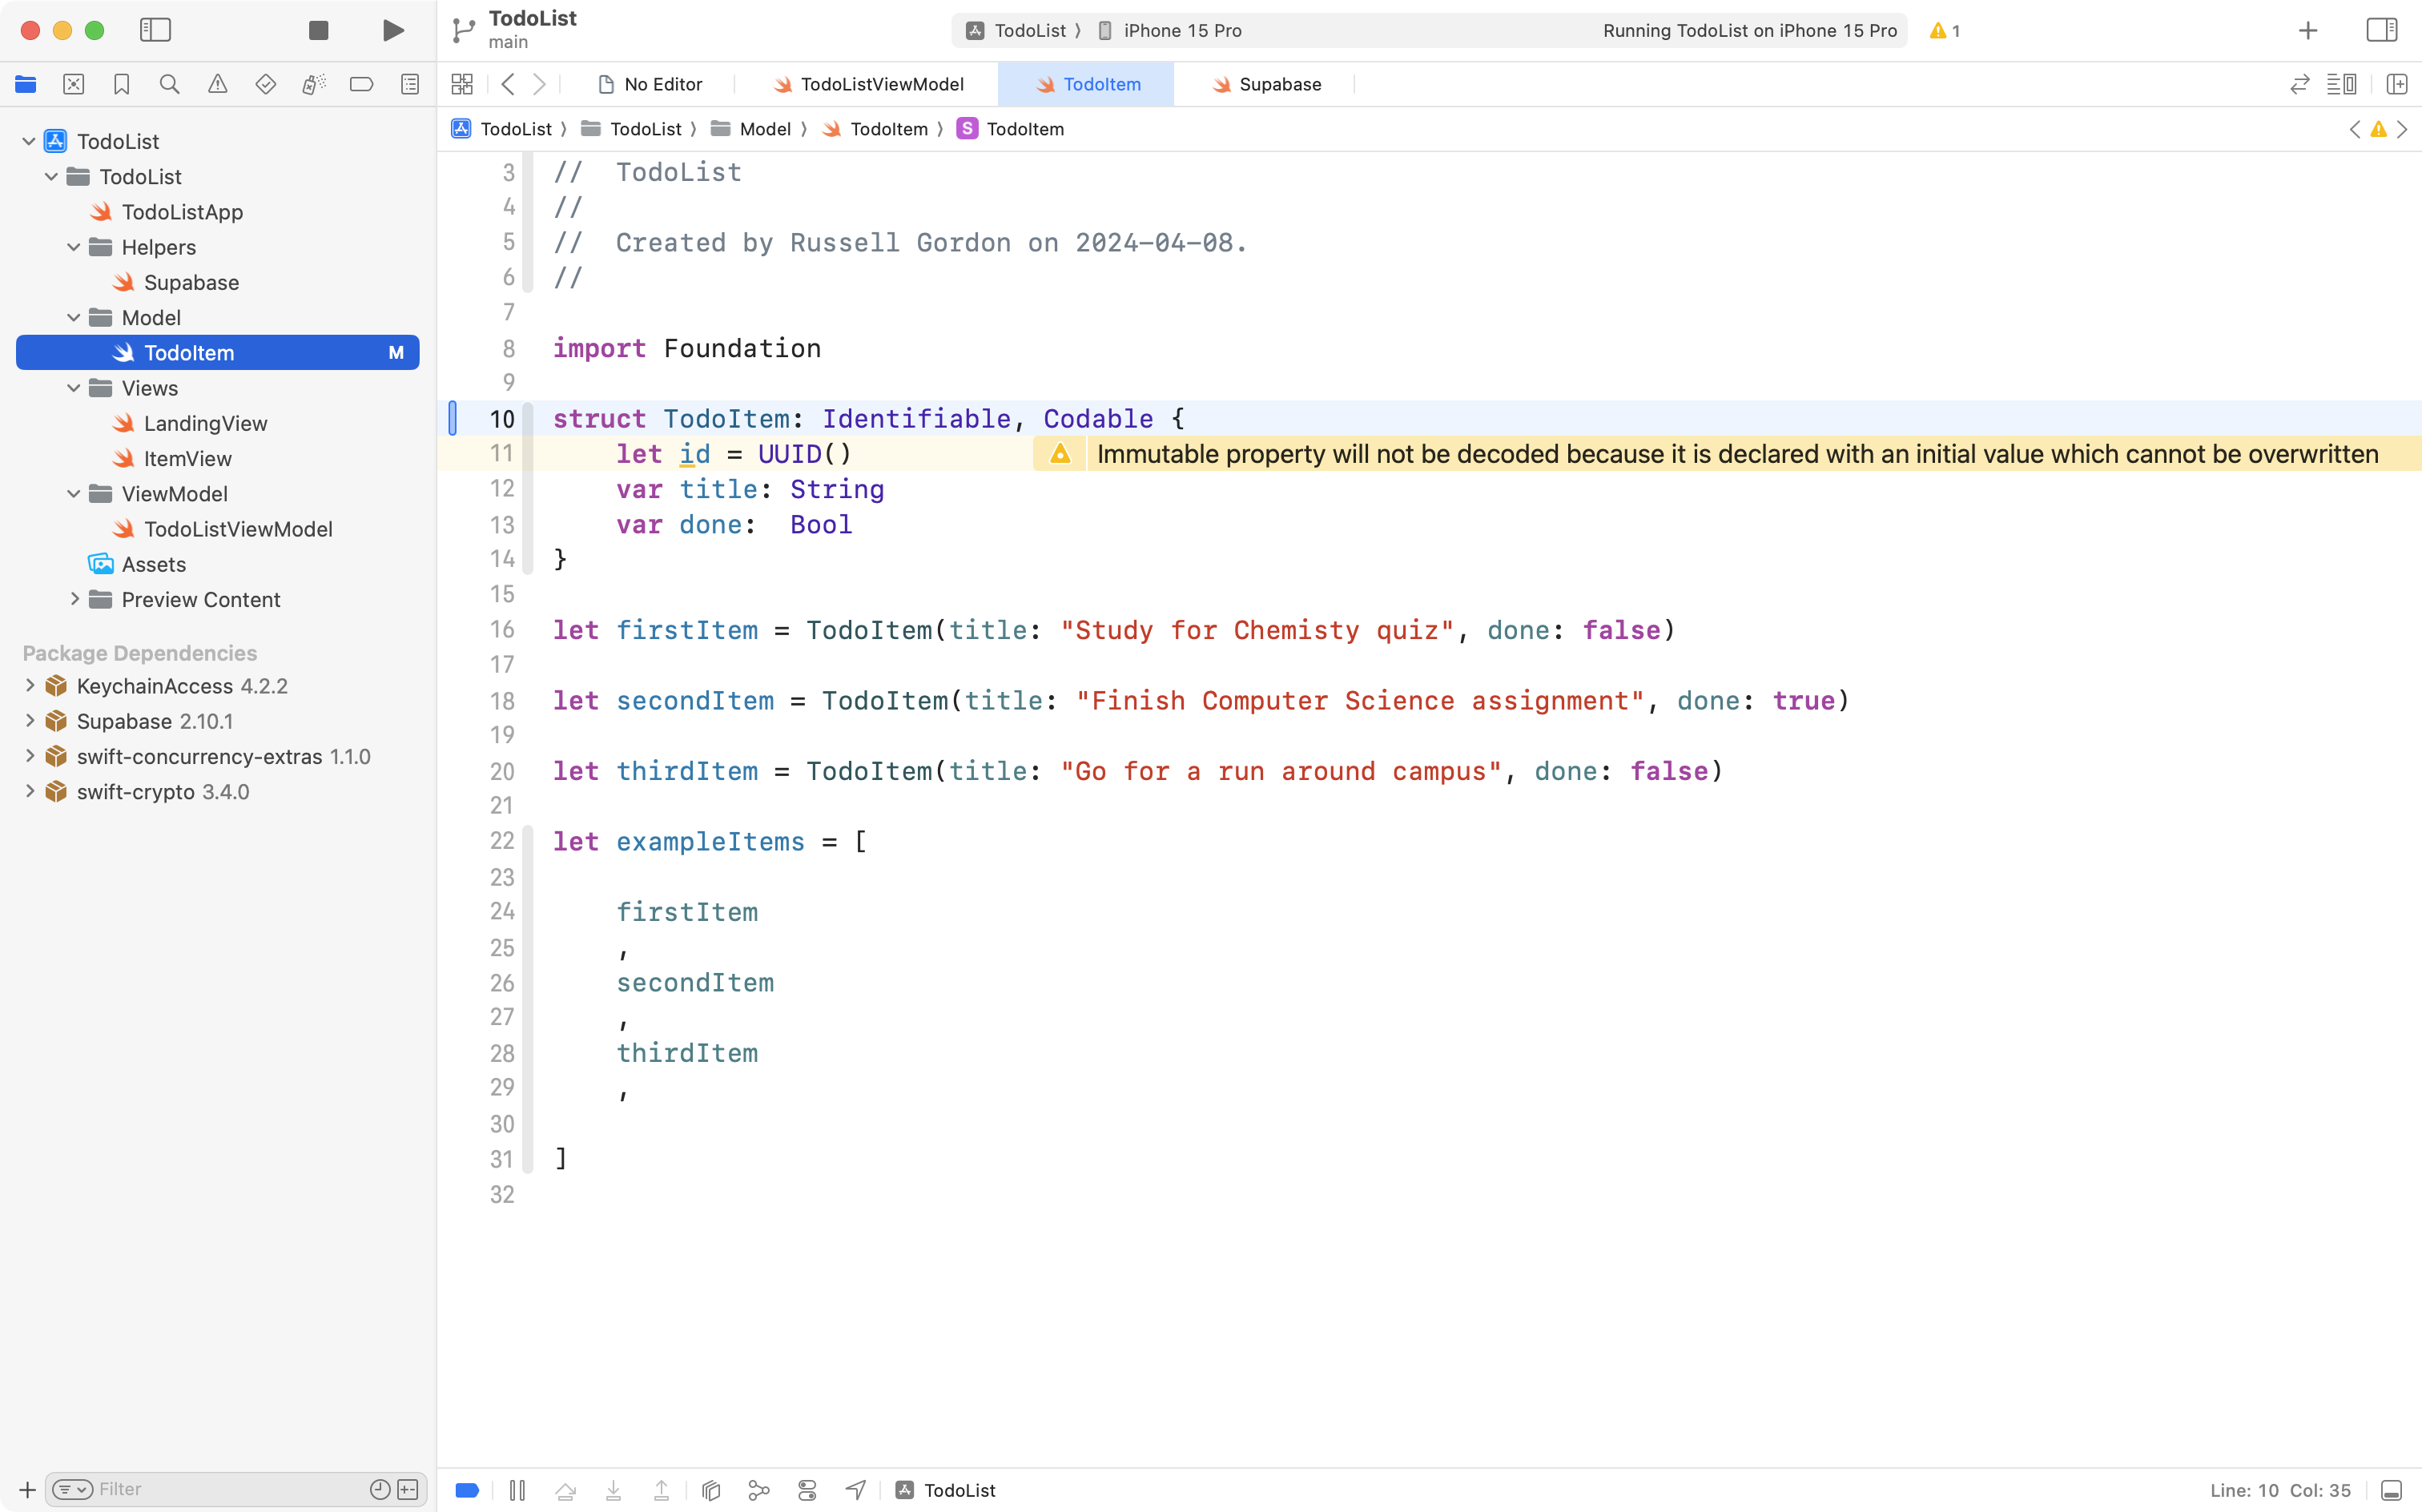 TodoList
main
TodoList ⟩ iPhone 15 Pro
Running TodoList on iPhone 15 Pro
1
No Editor
TodoListViewModel
TodoItem
Supabase
TodoList ⟩ TodoList ⟩ Model ⟩ TodoItem ⟩ S TodoItem
TodoList
TodoList
TodoListApp
Helpers
Supabase
Model
TodoItem M
Views
LandingView
ItemView
ViewModel
TodoListViewModel
Assets
Preview Content
Package Dependencies
KeychainAccess 4.2.2
Supabase 2.10.1
swift-concurrency-extras 1.1.0
swift-crypto 3.4.0
Filter
3 //  TodoList
4 //
5 //  Created by Russell Gordon on 2024-04-08.
6 //
7
8 import Foundation
9
10 struct TodoItem: Identifiable, Codable {
11     let id = UUID() Immutable property will not be decoded because it is declared with an initial value which cannot be overwritten
12     var title: String
13     var done:  Bool
14 }
15
16 let firstItem = TodoItem(title: "Study for Chemisty quiz", done: false)
17
18 let secondItem = TodoItem(title: "Finish Computer Science assignment", done: true)
19
20 let thirdItem = TodoItem(title: "Go for a run around campus", done: false)
21
22 let exampleItems = [
23
24     firstItem
25     ,
26     secondItem
27     ,
28     thirdItem
29     ,
30
31 ]
32
TodoList
Line: 10 Col: 35